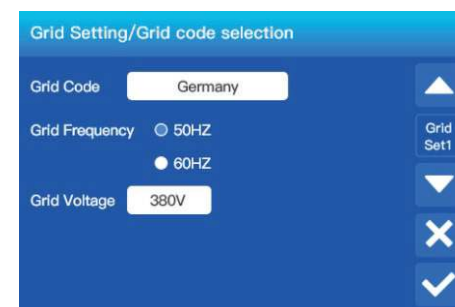 Grid Setting/Grid code selection
Grid Code Germany
Grid Frequency 50HZ
60HZ
Grid Set1
Grid Voltage 380V